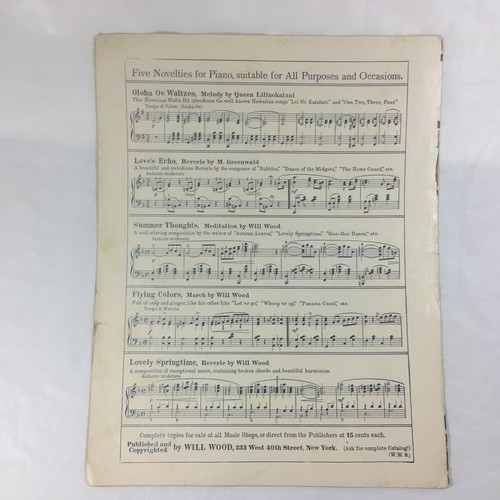 Five Novelties for Piano, suitable for All Purposes and Occasions.
Oloha Oe Waltzes, Melody by Queen Liliuokalani
This Hawaiian Waltz Hit introduces the well known Hawaiian songs "Lei No Kaiulani" and "One, Two, Three, Four"
Tempo di Valse. (Aloha Oe)
Love's Echo, Reverie by M. Greenwald
A beautiful and melodious Reverie by the composer of "Bubbles," "Dance of the Midgets," "The Home Guard," etc.
Andante moderato
Summer Thoughts, Meditation by Will Wood
A soul stirring composition by the writer of "Autumn Leaves," "Lovely Springtime," "Gen-Hoo Dance," etc.
Andante moderato
Flying Colors, March by Will Wood
Full of snap and ginger, like his other hits "Let 'er go," "Whoop 'er up," "Panama Canal," etc.
Tempo di Marcia
Lovely Springtime, Reverie by Will Wood
A composition of exceptional merit, containing broken chords and beautiful harmonies.
Andante moderato
Complete copies for sale at all Music Shops, or direct from the Publishers at 15 cents each.
Published and Copyrighted by WILL WOOD, 233 West 40th Street, New York. (Ask for complete Catalog!)
(W.W. 8)